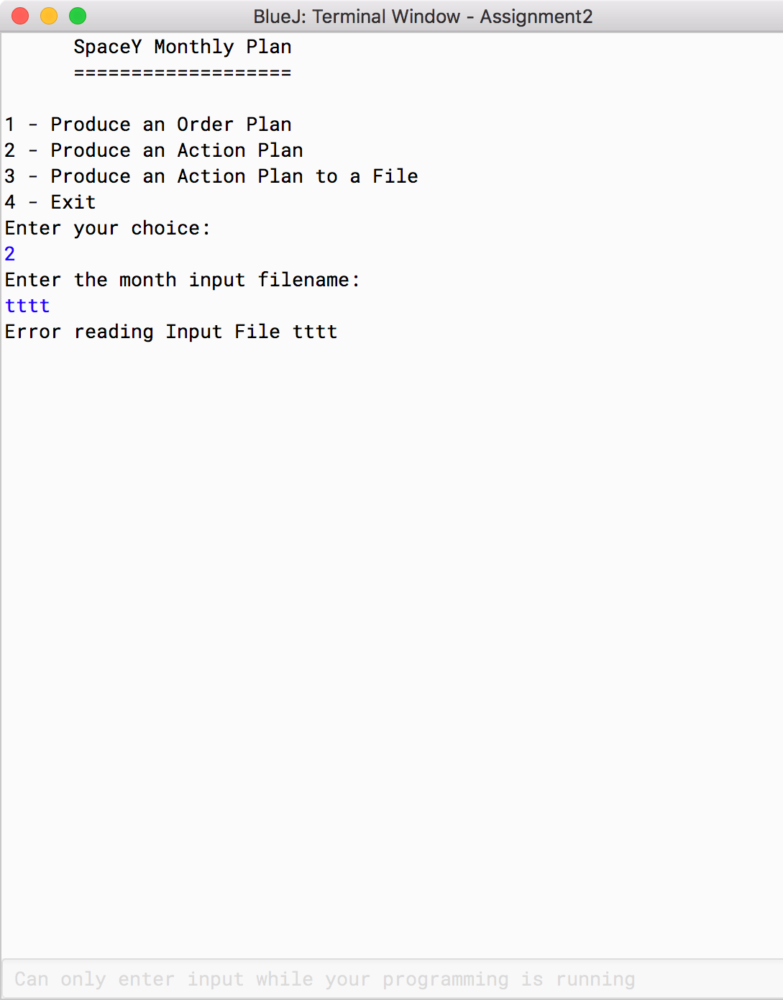 BlueJ: Terminal Window - Assignment2
SpaceY Monthly Plan
===================
1 - Produce an Order Plan
2 - Produce an Action Plan
3 - Produce an Action Plan to a File
4 - Exit
Enter your choice:
2
Enter the month input filename:
tttt
Error reading Input File tttt
Can only enter input while your programming is running